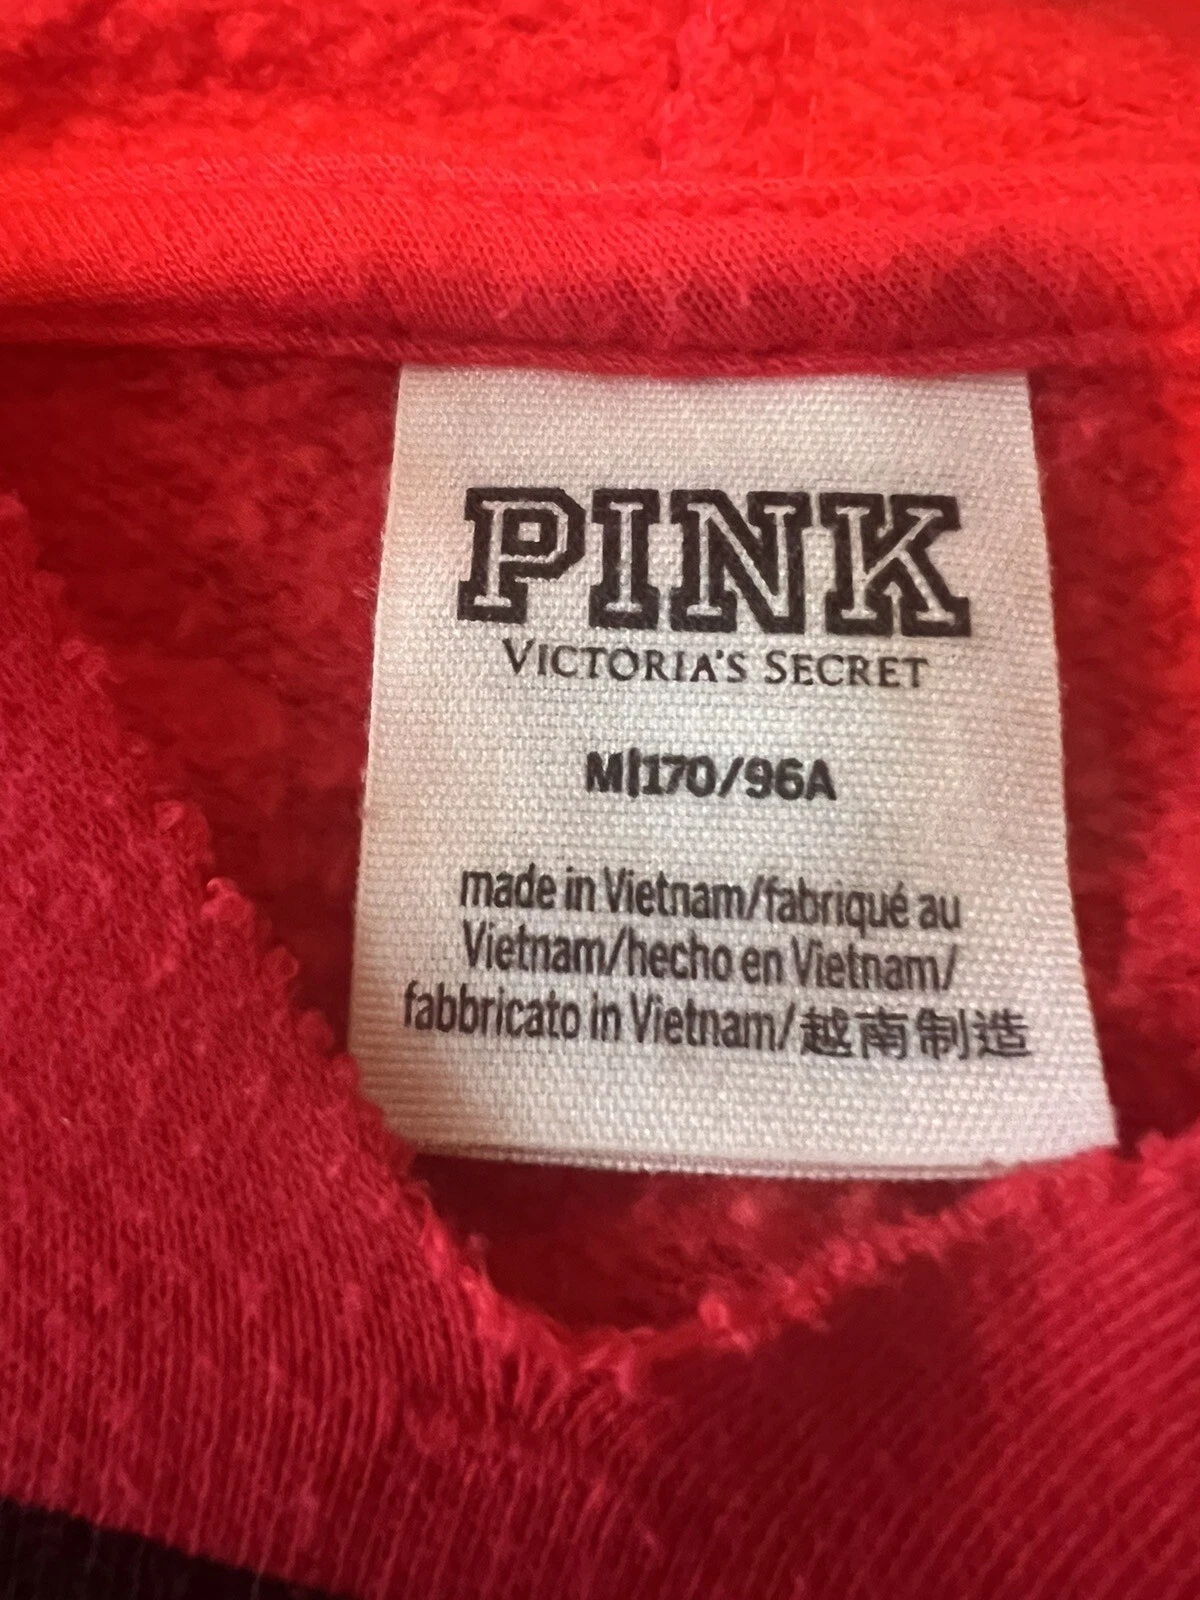 PINK
VICTORIA'S SECRET
M|170/96A
made in Vietnam/fabriqué au
Vietnam/hecho en Vietnam/
fabbricato in Vietnam/越南制造